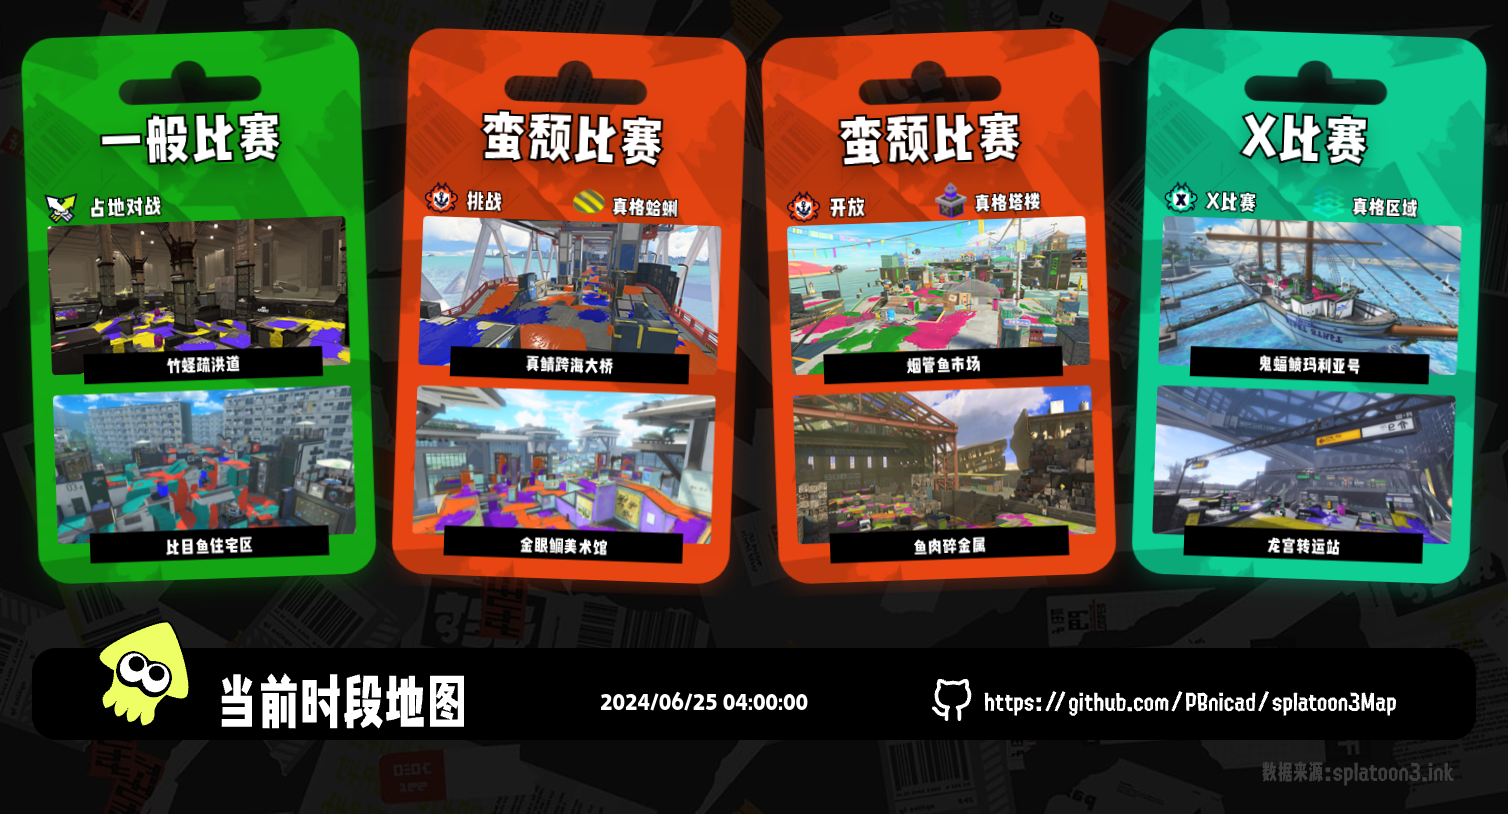 一般比赛
占地对战
竹蛏疏洪道
比目鱼住宅区
蛮颓比赛
挑战
真格蛤蜊
真鲭跨海大桥
金眼鲷美术馆
蛮颓比赛
开放
真格塔楼
烟管鱼市场
鱼肉碎金属
X比赛
X比赛
真格区域
鬼蝠鲼玛利亚号
龙宫转运站
当前时段地图
2024/06/25 04:00:00
https://github.com/PBnicad/splatoon3Map
数据来源:splatoon3.ink